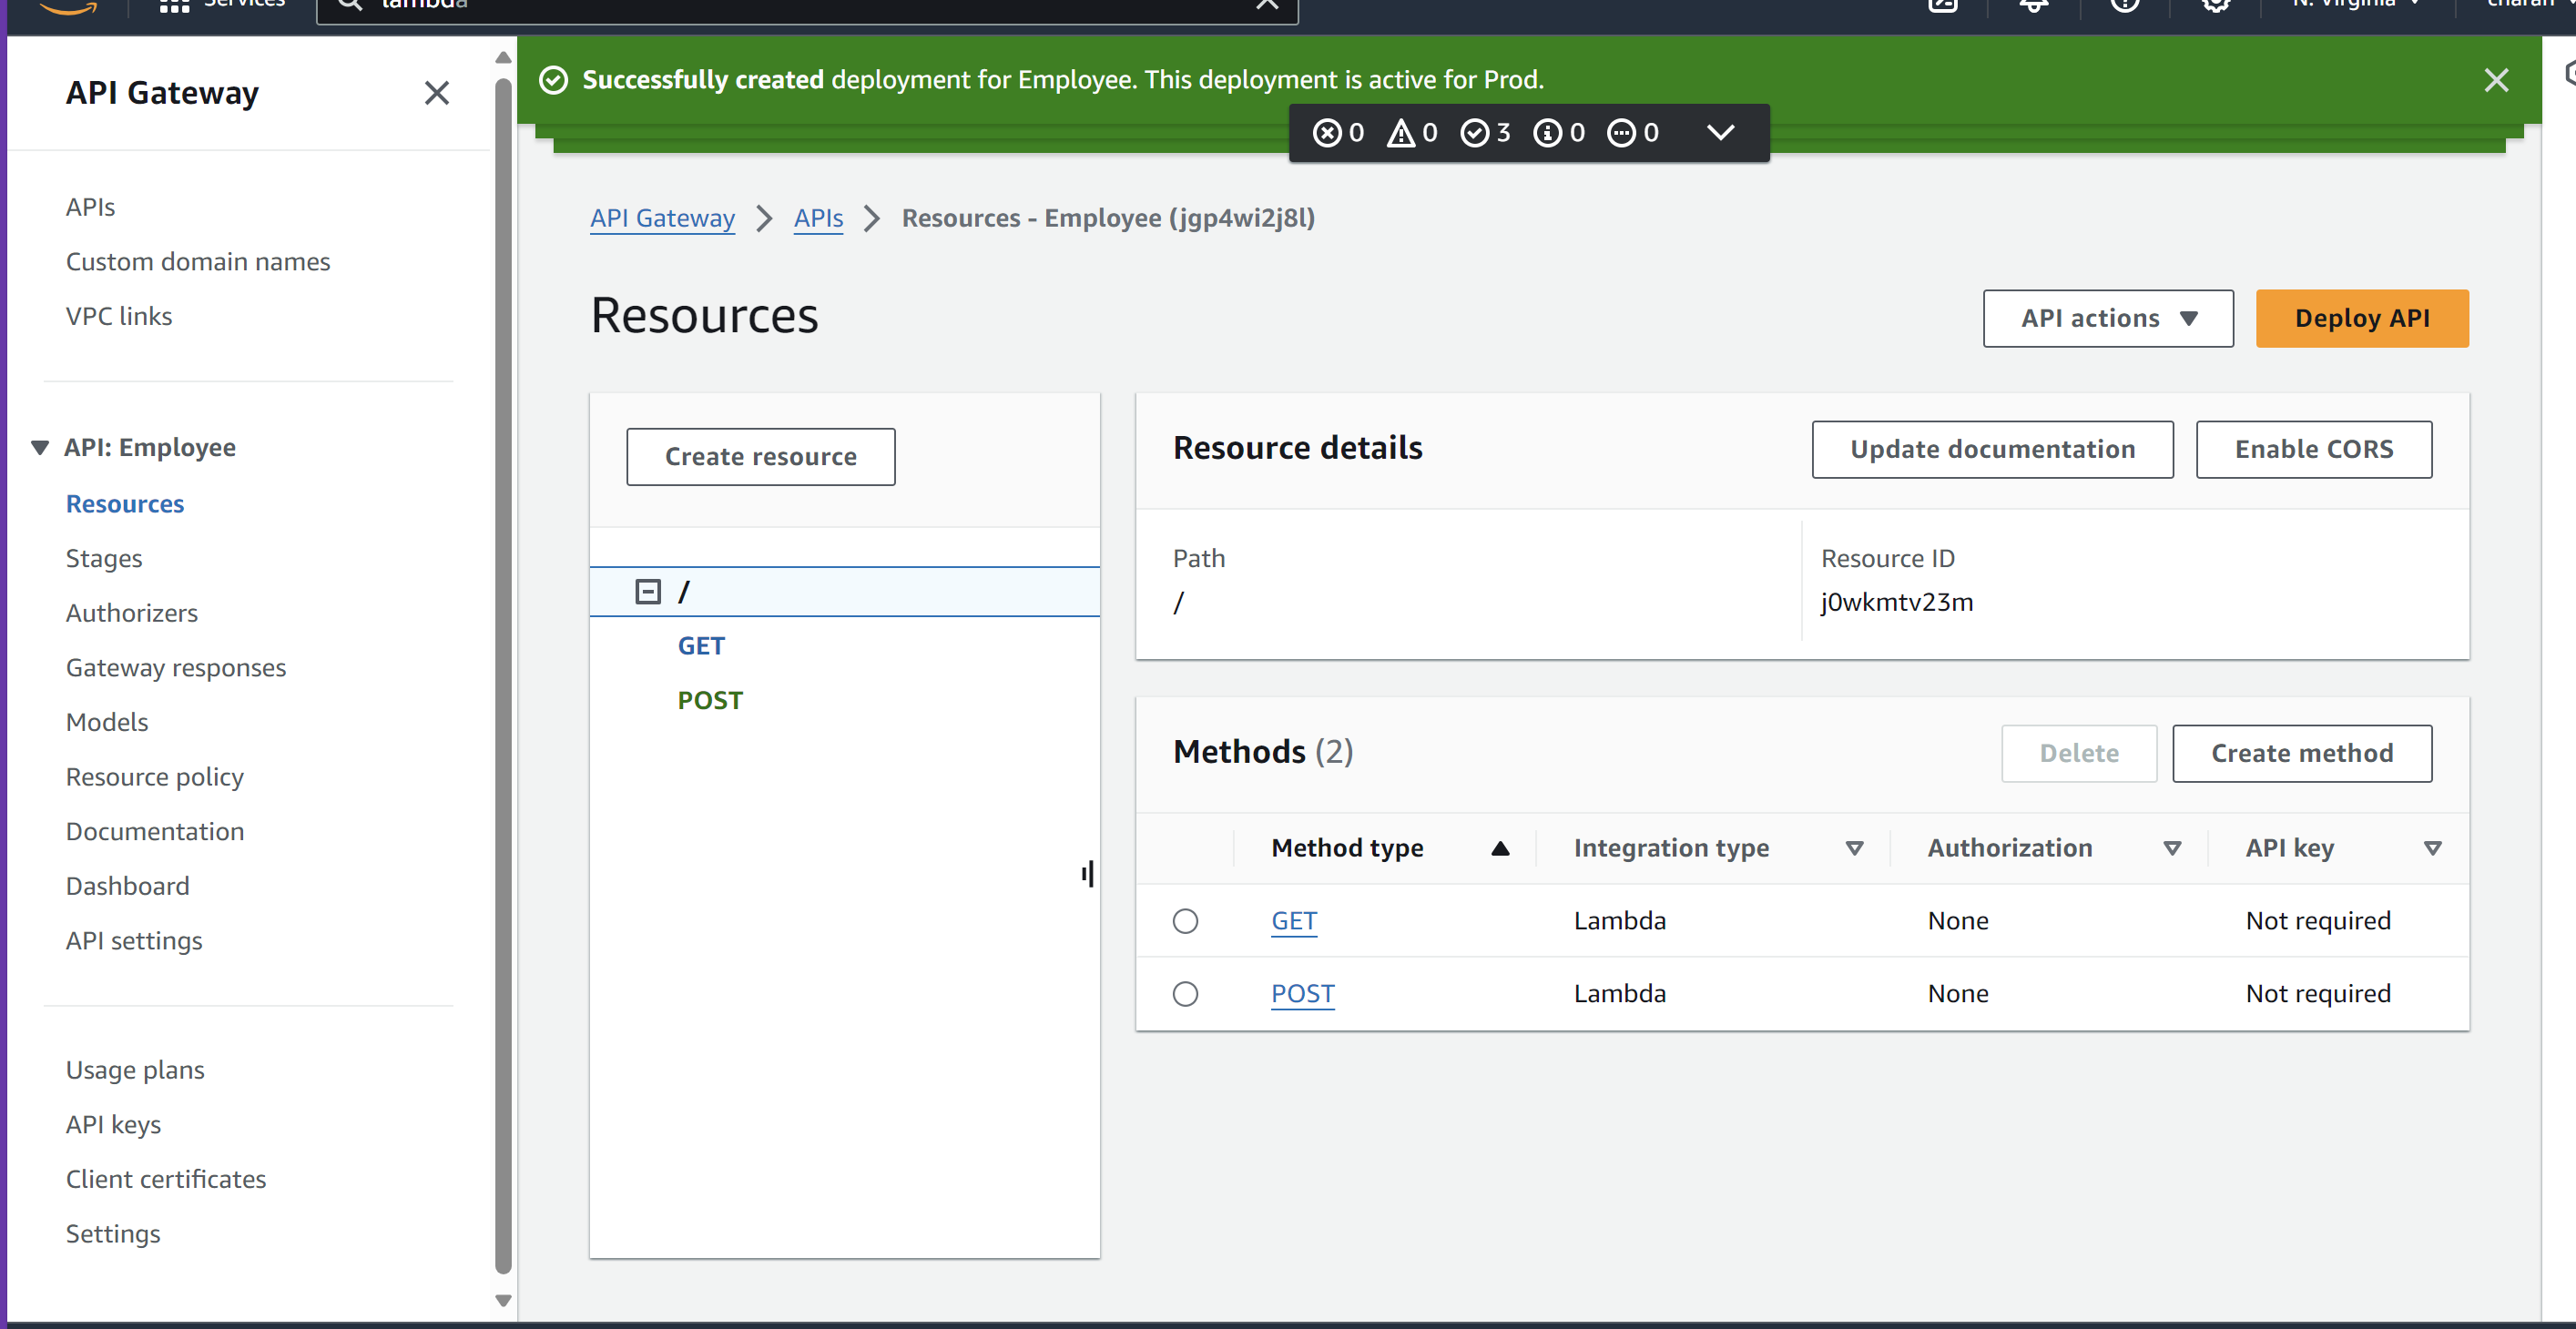 Services
lambda
N. Virginia
charan
API Gateway
APIs
Custom domain names
VPC links
API: Employee
Resources
Stages
Authorizers
Gateway responses
Models
Resource policy
Documentation
Dashboard
API settings
Usage plans
API keys
Client certificates
Settings
Successfully created deployment for Employee. This deployment is active for Prod.
0 0 3 0 0
API Gateway > APIs > Resources - Employee (jgp4wi2j8l)
Resources
API actions
Deploy API
Create resource
/
GET
POST
Resource details
Update documentation
Enable CORS
Path
/
Resource ID
j0wkmtv23m
Methods (2)
Delete
Create method
Method type Integration type Authorization API key
GET Lambda None Not required
POST Lambda None Not required